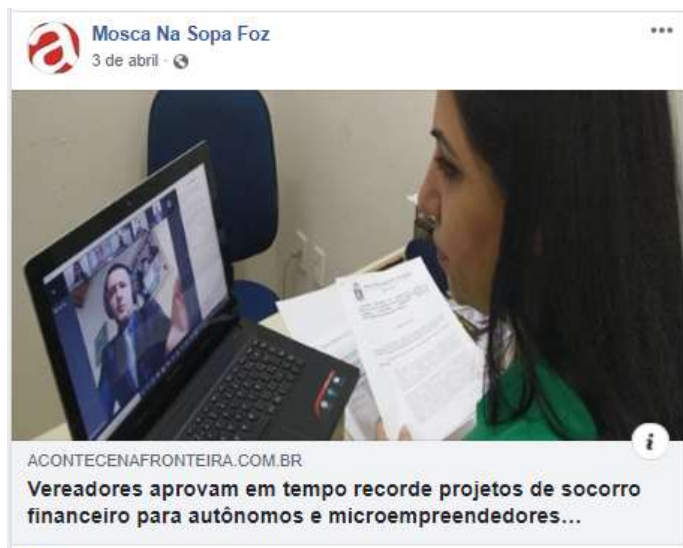 Mosca Na Sopa Foz
3 de abril ·
ACONTECENAFRONTEIRA.COM.BR
Vereadores aprovam em tempo recorde projetos de socorro
financeiro para autônomos e microempreendedores...